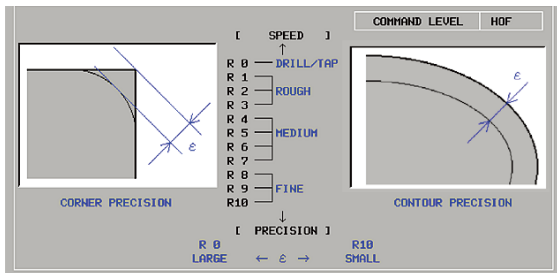 COMMAND LEVEL HOF
[ SPEED ]
↑
R 0 DRILL/TAP
R 1
R 2 ROUGH
R 3
R 4
R 5 MEDIUM
R 6
R 7
R 8
R 9 FINE
R10
↓
[ PRECISION ]
ε
CORNER PRECISION
ε
CONTOUR PRECISION
R 0 R10
LARGE ← ε → SMALL